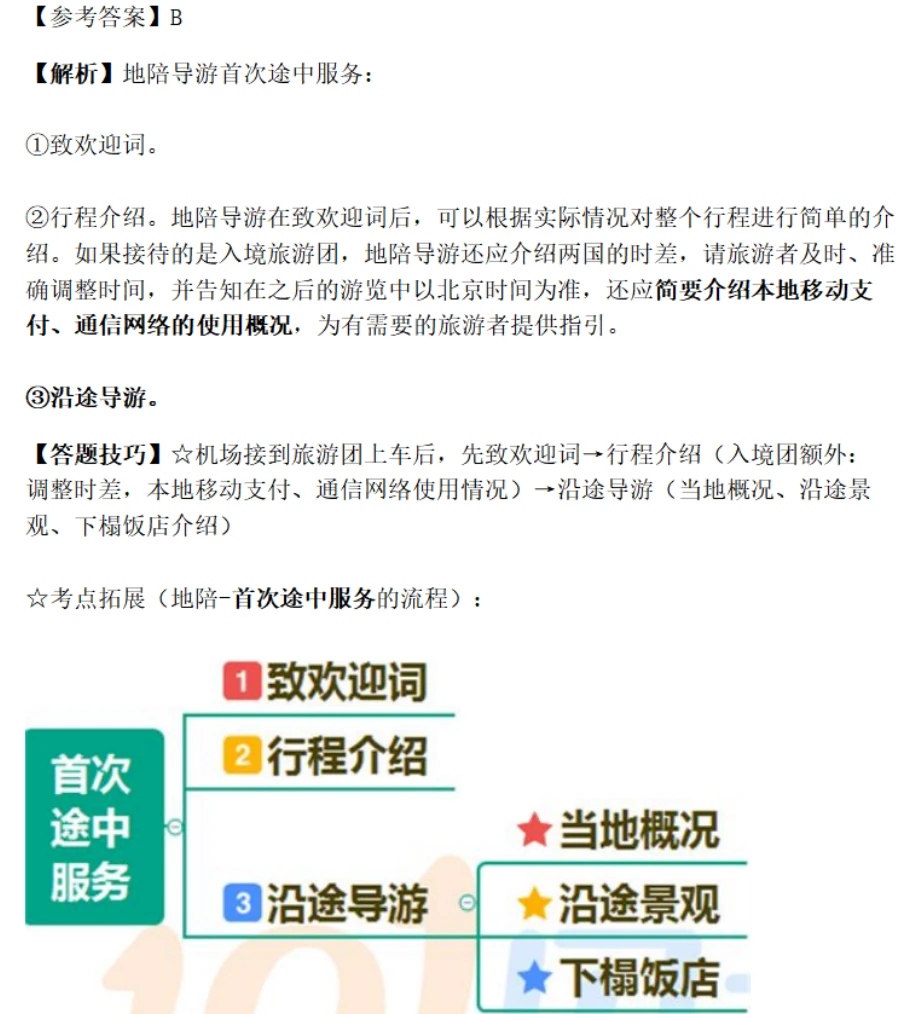 【参考答案】B
【解析】地陪导游首次途中服务：
①致欢迎词。
②行程介绍。地陪导游在致欢迎词后，可以根据实际情况对整个行程进行简单的介
绍。如果接待的是入境旅游团，地陪导游还应介绍两国的时差，请旅游者及时、准
确调整时间，并告知在之后的游览中以北京时间为准，还应简要介绍本地移动支
付、通信网络的使用概况，为有需要的旅游者提供指引。
③沿途导游。
【答题技巧】☆机场接到旅游团上车后，先致欢迎词→行程介绍（入境团额外：
调整时差，本地移动支付、通信网络使用情况）→沿途导游（当地概况、沿途景
观、下榻饭店介绍）
☆考点拓展（地陪-首次途中服务的流程）：
首次
途中
服务
1 致欢迎词
2 行程介绍
3 沿途导游
★当地概况
★沿途景观
★下榻饭店